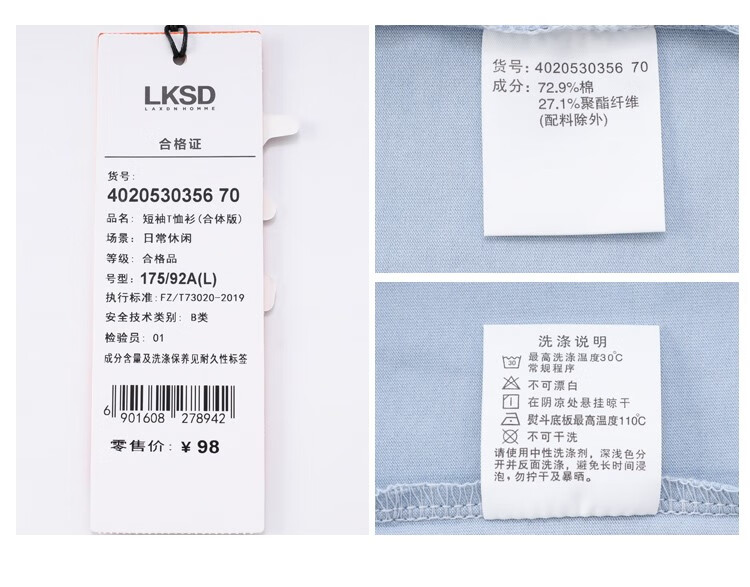 LKSD
LAXDNHOMME
合格证
货号:
4020530356 70
品名: 短袖T恤衫(合体版)
场景: 日常休闲
等级: 合格品
号型: 175/92A(L)
执行标准:FZ/T73020-2019
安全技术类别: B类
检验员: 01
成分含量及洗涤保养见耐久性标签
6 901608 278942
零售价: ¥ 98
货号: 4020530356 70
成分: 72.9%棉
27.1%聚酯纤维
(配料除外)
洗涤说明
30
最高洗涤温度30℃
常规程序
不可漂白
在阴凉处悬挂晾干
熨斗底板最高温度110℃
不可干洗
请使用中性洗涤剂，深浅色分
开并反面洗涤，避免长时间浸
泡,勿拧干及暴晒。